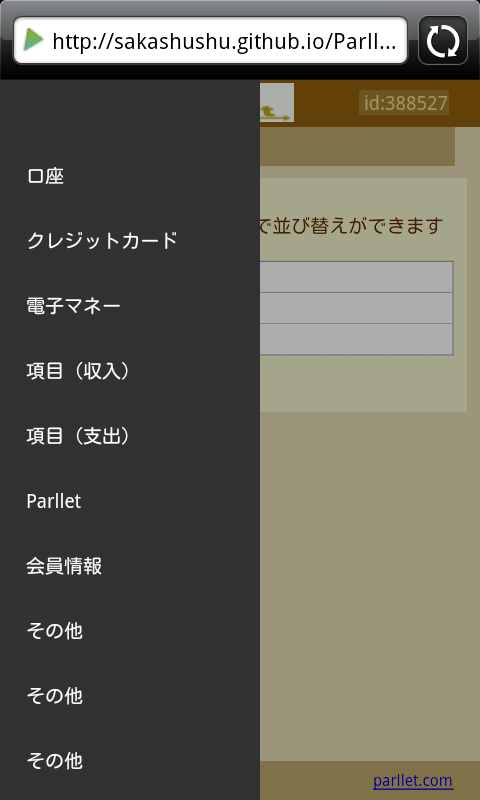 http://sakashushu.github.io/Parll...
id:388527
口座
で並び替えができます
クレジットカード
電子マネー
項目（収入）
項目（支出）
Parllet
会員情報
その他
その他
その他
parllet.com